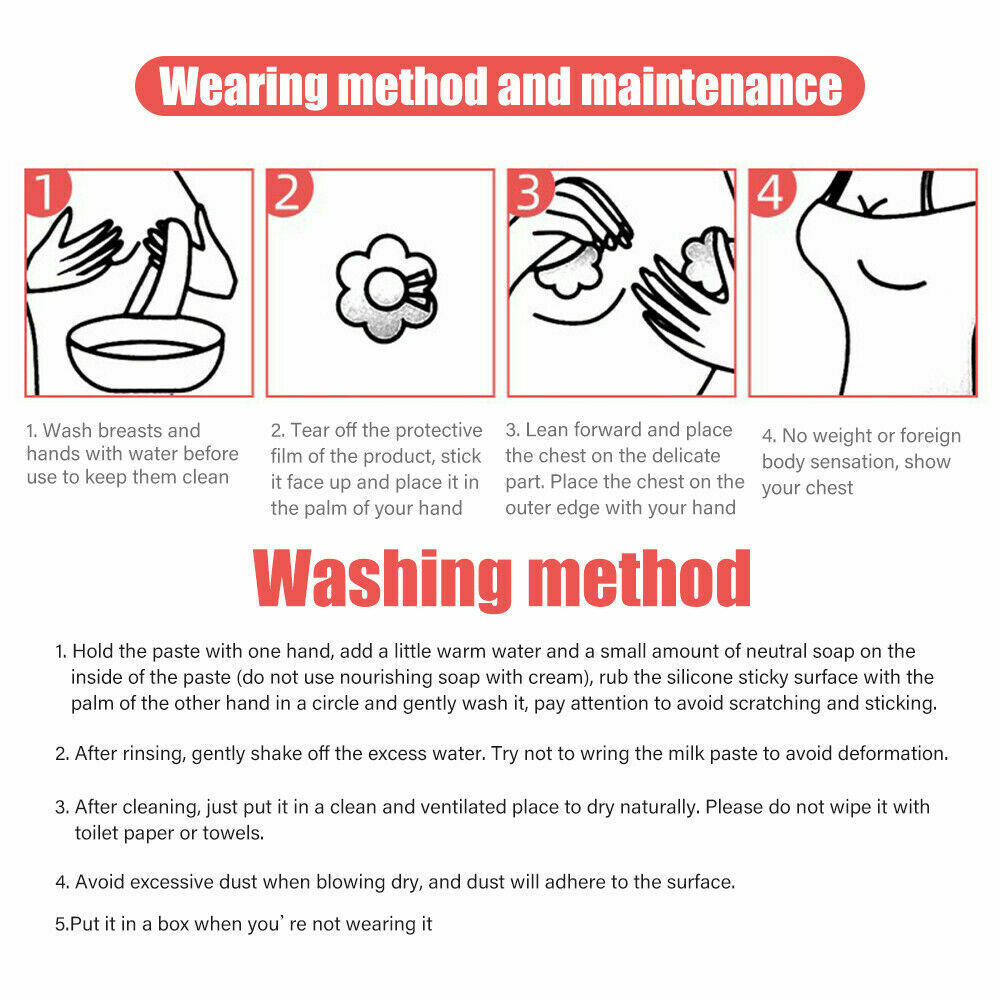 Wearing method and maintenance
1
2
3
4
1. Wash breasts and
hands with water before
use to keep them clean
2. Tear off the protective
film of the product, stick
it face up and place it in
the palm of your hand
3. Lean forward and place
the chest on the delicate
part. Place the chest on the
outer edge with your hand
4. No weight or foreign
body sensation, show
your chest
Washing method
1. Hold the paste with one hand, add a little warm water and a small amount of neutral soap on the
inside of the paste (do not use nourishing soap with cream), rub the silicone sticky surface with the
palm of the other hand in a circle and gently wash it, pay attention to avoid scratching and sticking.
2. After rinsing, gently shake off the excess water. Try not to wring the milk paste to avoid deformation.
3. After cleaning, just put it in a clean and ventilated place to dry naturally. Please do not wipe it with
toilet paper or towels.
4. Avoid excessive dust when blowing dry, and dust will adhere to the surface.
5.Put it in a box when you’ re not wearing it